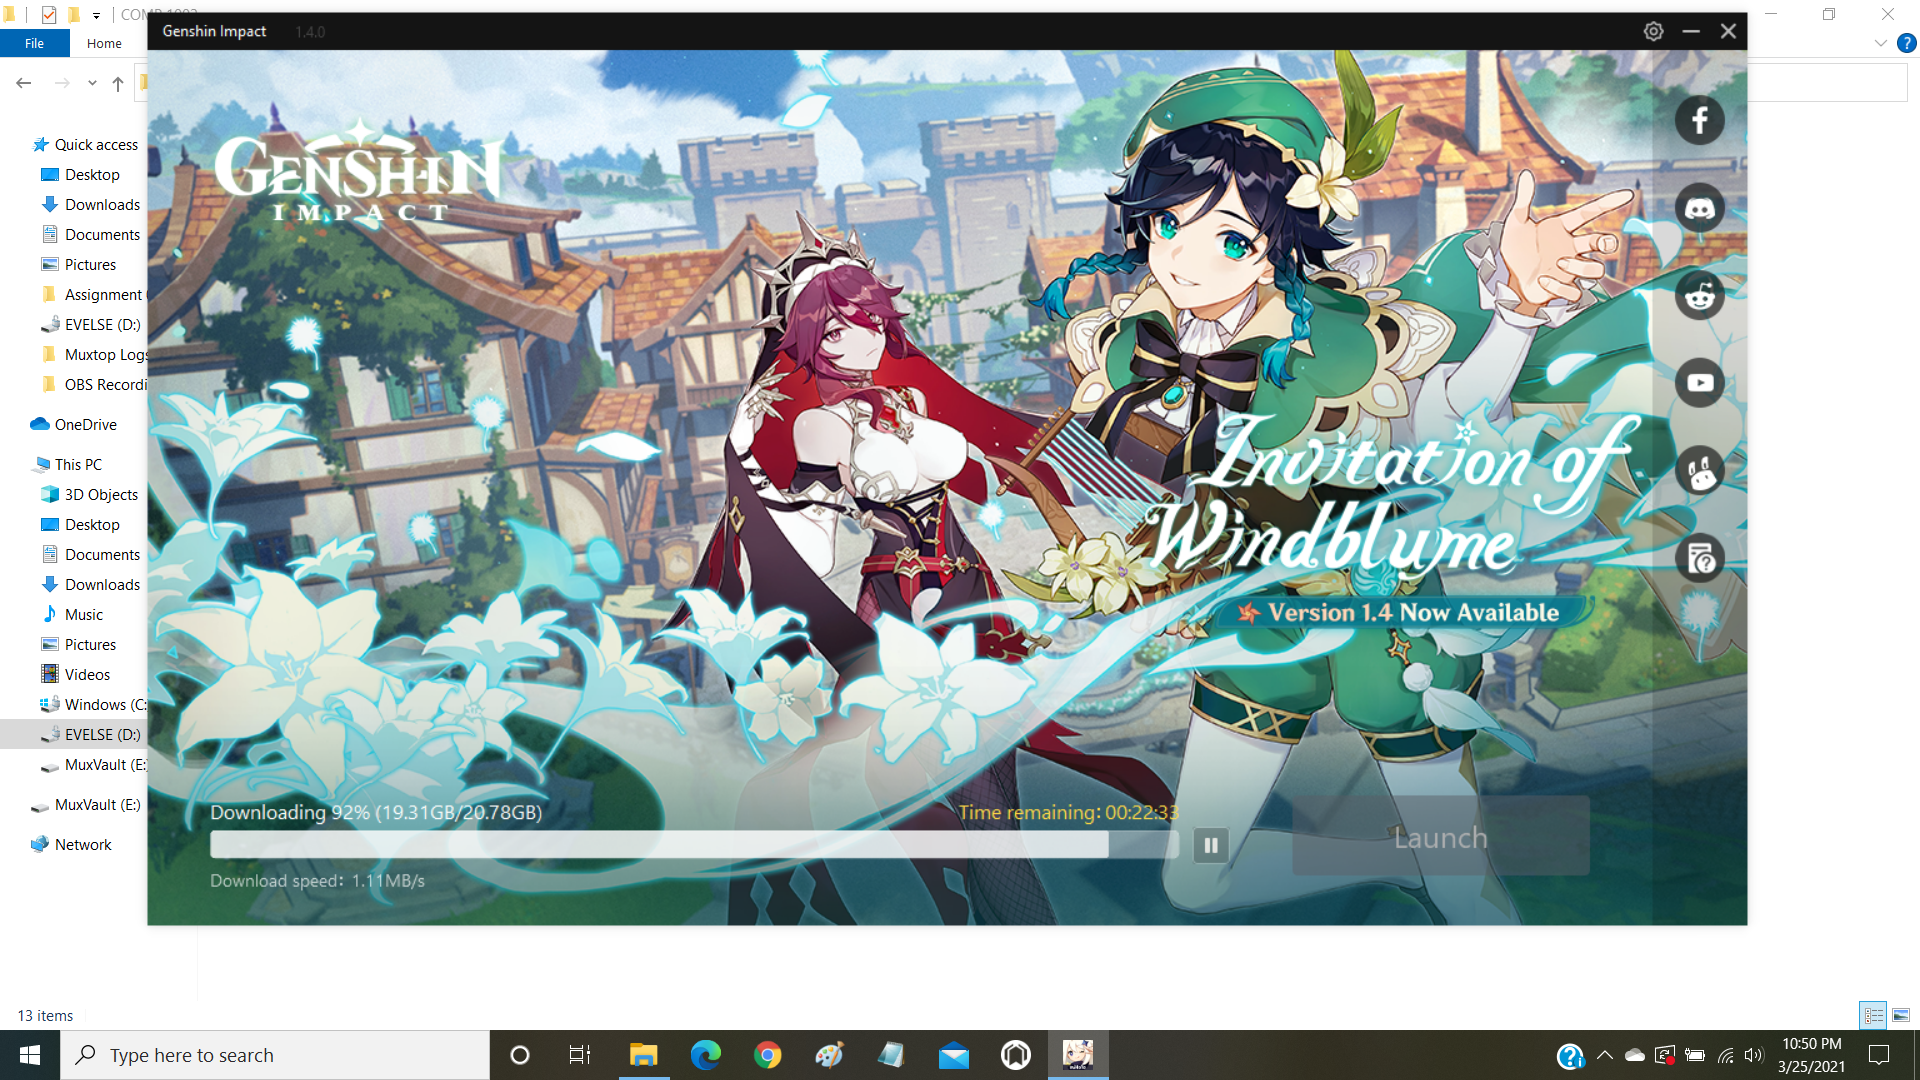 COMP 1002
Genshin Impact 1.4.0
File
Home
Quick access
Desktop
Downloads
Documents
Pictures
Assignment
EVELSE (D:)
Muxtop Logs
OBS Recordi
OneDrive
This PC
3D Objects
Desktop
Documents
Downloads
Music
Pictures
Videos
Windows (C:
EVELSE (D:)
MuxVault (E:)
MuxVault (E:)
Network
GENSHIN
IMPACT
Invitation of
Windblume
Version 1.4 Now Available
Downloading 92% (19.31GB/20.78GB)
Time remaining: 00:22:33
Launch
Download speed: 1.11MB/s
13 items
Type here to search
10:50 PM
3/25/2021